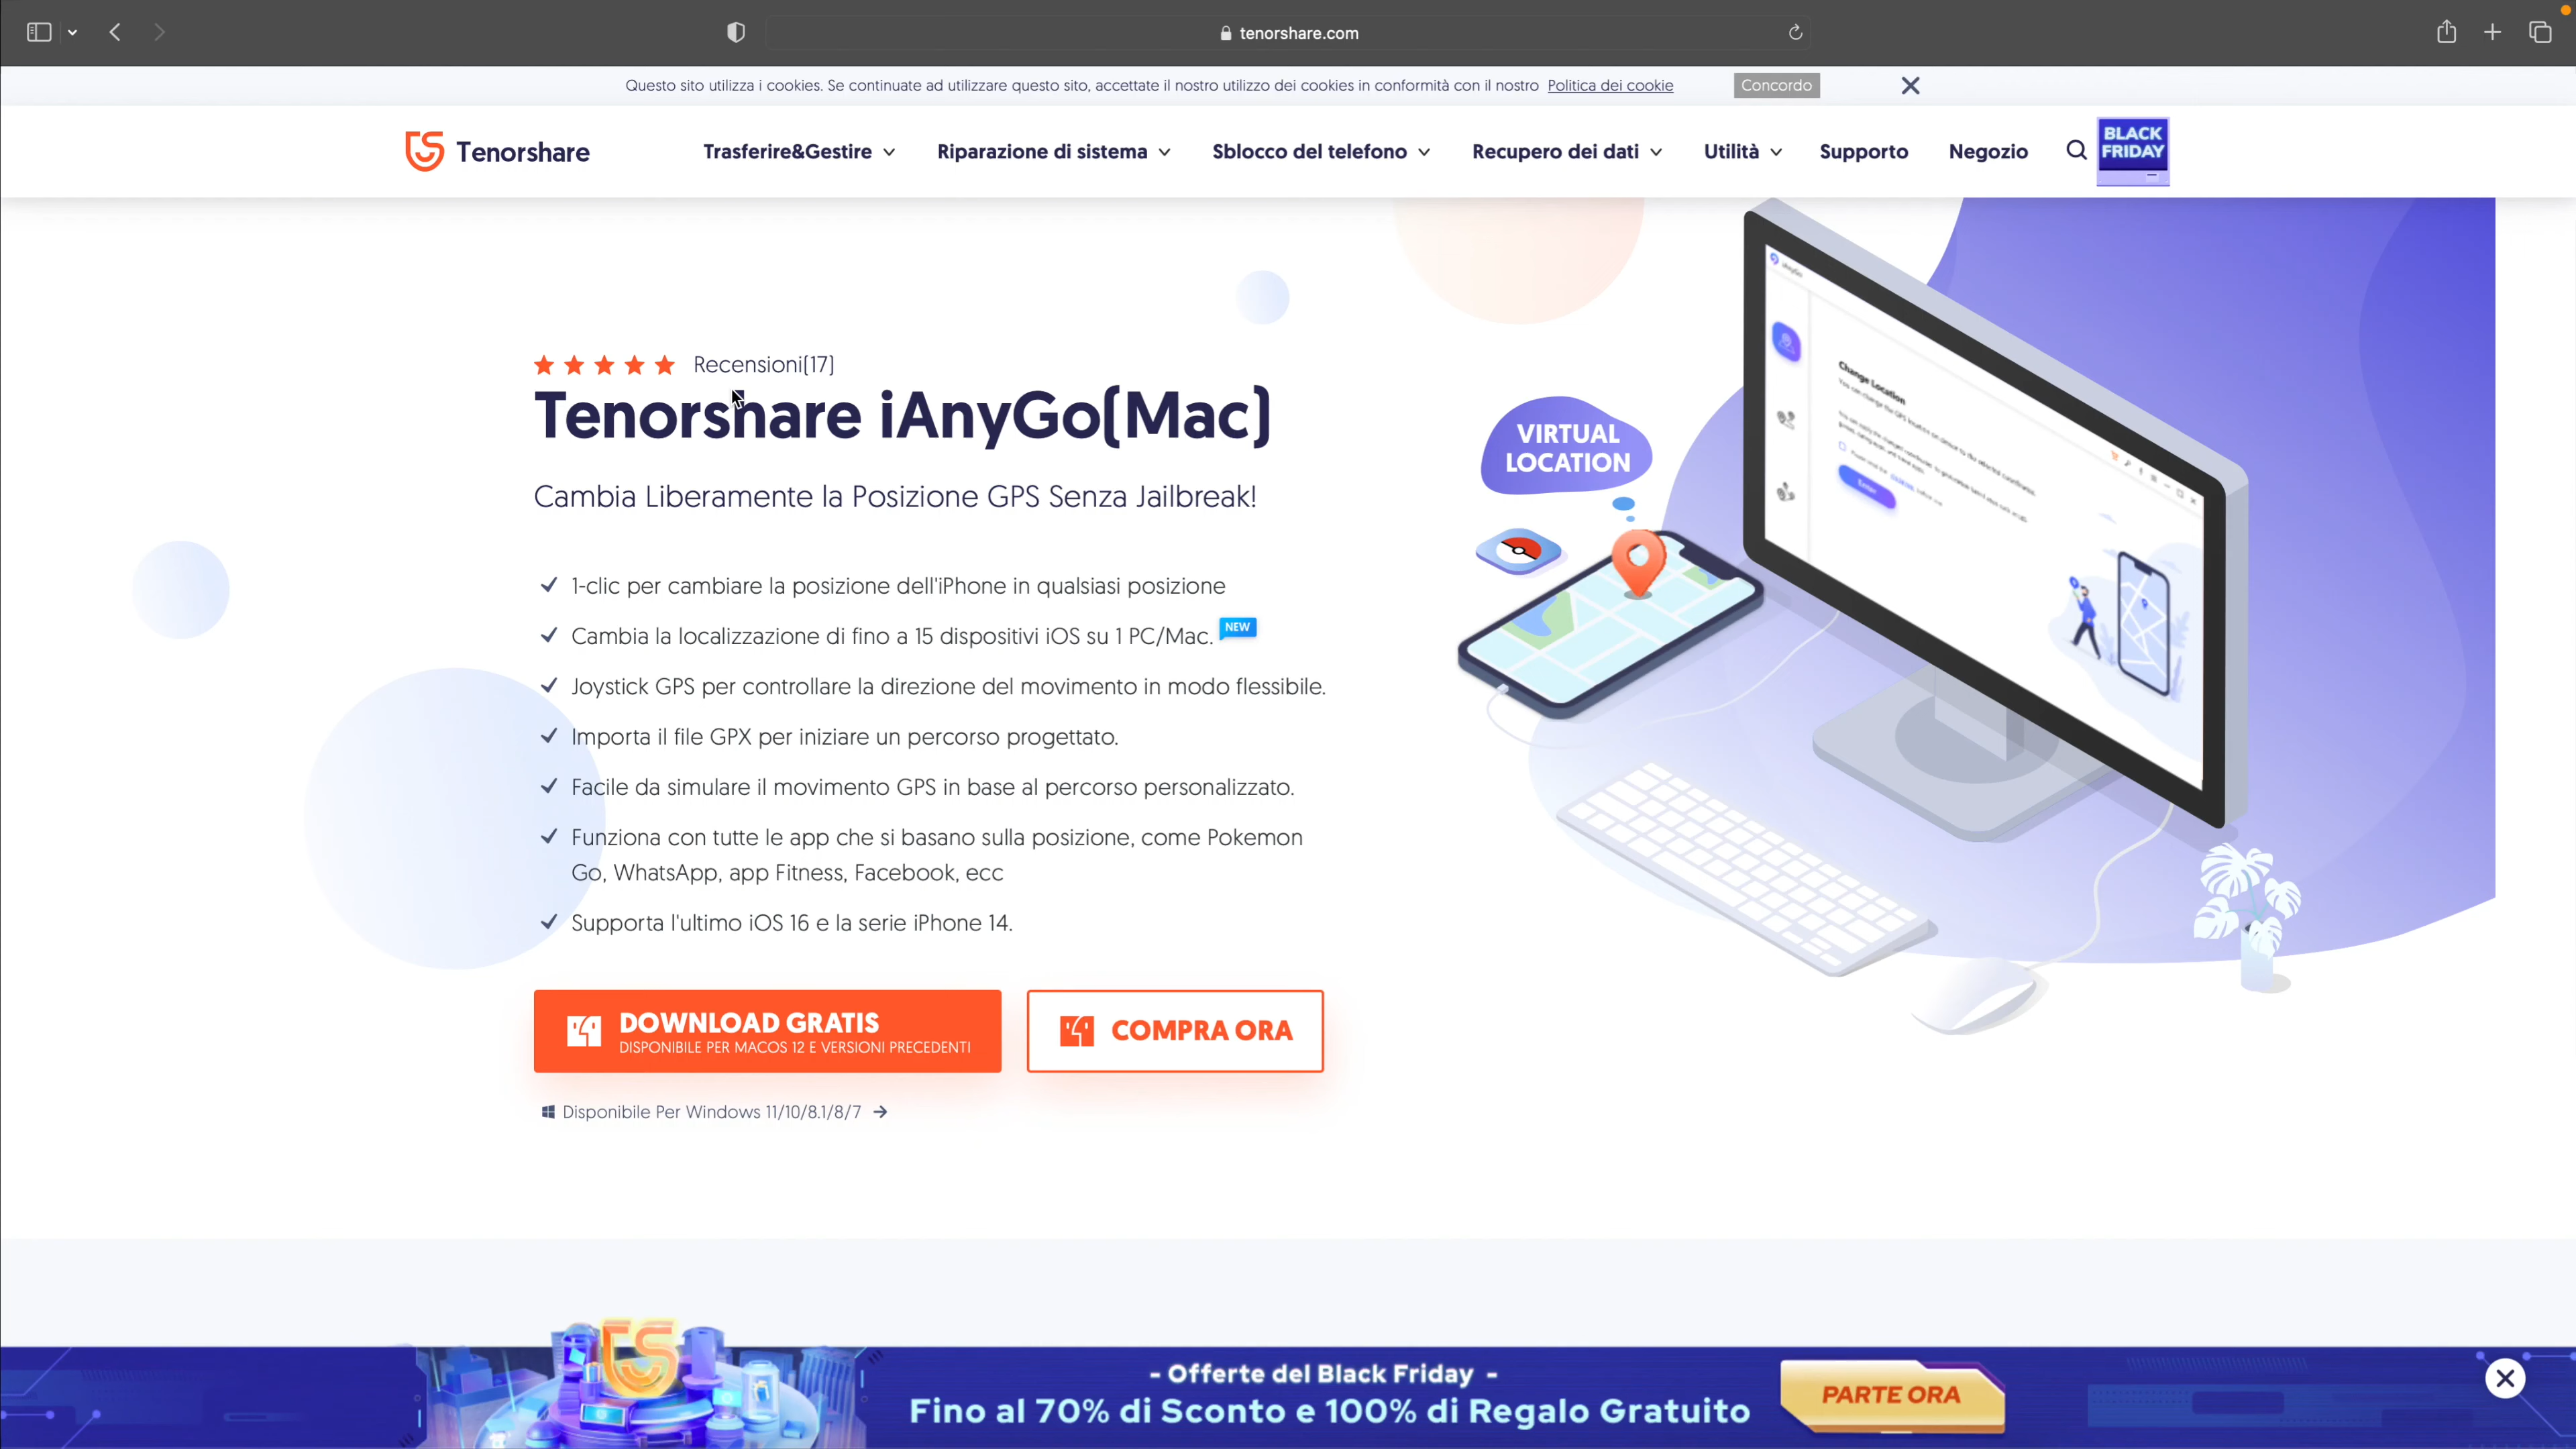 tenorshare.com
Questo sito utilizza i cookies. Se continuate ad utilizzare questo sito, accettate il nostro utilizzo dei cookies in conformità con il nostro Politica dei cookie Concordo
Tenorshare Trasferire&Gestire Riparazione di sistema Sblocco del telefono Recupero dei dati Utilità Supporto Negozio
BLACK
FRIDAY
Recensioni(17)
Tenorshare iAnyGo(Mac)
Cambia Liberamente la Posizione GPS Senza Jailbreak!
1-clic per cambiare la posizione dell'iPhone in qualsiasi posizione
Cambia la localizzazione di fino a 15 dispositivi iOS su 1 PC/Mac. NEW
Joystick GPS per controllare la direzione del movimento in modo flessibile.
Importa il file GPX per iniziare un percorso progettato.
Facile da simulare il movimento GPS in base al percorso personalizzato.
Funziona con tutte le app che si basano sulla posizione, come Pokemon
Go, WhatsApp, app Fitness, Facebook, ecc
Supporta l'ultimo iOS 16 e la serie iPhone 14.
DOWNLOAD GRATIS
DISPONIBILE PER MACOS 12 E VERSIONI PRECEDENTI
COMPRA ORA
Disponibile Per Windows 11/10/8.1/8/7
VIRTUAL
LOCATION
iAnyGo
Change Location
Enter
- Offerte del Black Friday -
Fino al 70% di Sconto e 100% di Regalo Gratuito
PARTE ORA